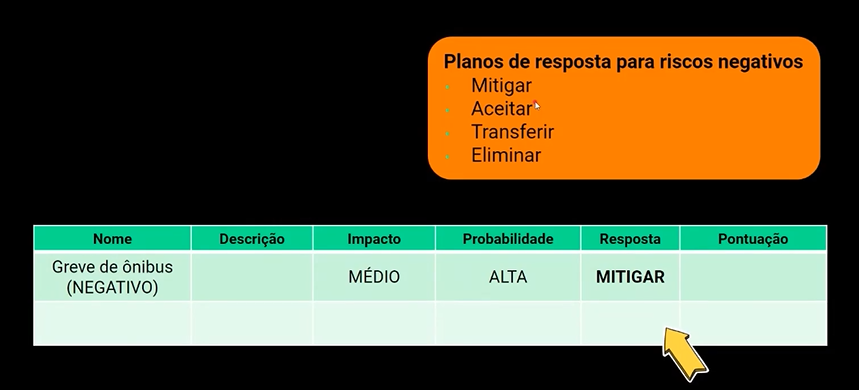 Planos de resposta para riscos negativos
Mitigar
Aceitar
Transferir
Eliminar
Nome Descrição Impacto Probabilidade Resposta Pontuação
Greve de ônibus
(NEGATIVO) MÉDIO ALTA MITIGAR